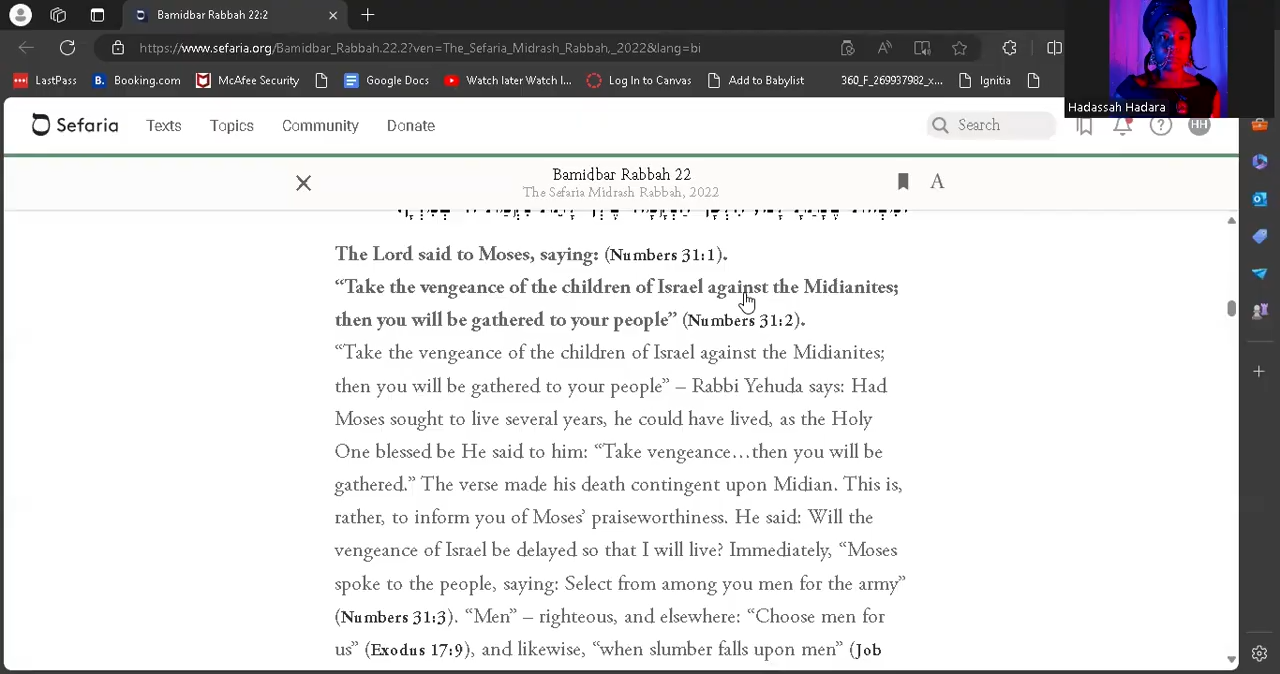 Bamidbar Rabbah 22:2
https://www.sefaria.org/Bamidbar_Rabbah.22.2?ven=The_Sefaria_Midrash_Rabbah,_2022&lang=bi
LastPass
B. Booking.com
McAfee Security
Google Docs
Watch later Watch l...
Log In to Canvas
Add to Babylist
360_F_269937982_x...
Ignitia
Hadassah Hadara
Sefaria
Texts
Topics
Community
Donate
Search
HH
Bamidbar Rabbah 22
The Sefaria Midrash Rabbah, 2022
A
The Lord said to Moses, saying: (Numbers 31:1).
“Take the vengeance of the children of Israel against the Midianites;
then you will be gathered to your people” (Numbers 31:2).
“Take the vengeance of the children of Israel against the Midianites;
then you will be gathered to your people” – Rabbi Yehuda says: Had
Moses sought to live several years, he could have lived, as the Holy
One blessed be He said to him: “Take vengeance…then you will be
gathered.” The verse made his death contingent upon Midian. This is,
rather, to inform you of Moses’ praiseworthiness. He said: Will the
vengeance of Israel be delayed so that I will live? Immediately, “Moses
spoke to the people, saying: Select from among you men for the army”
(Numbers 31:3). “Men” – righteous, and elsewhere: “Choose men for
us” (Exodus 17:9), and likewise, “when slumber falls upon men” (Job